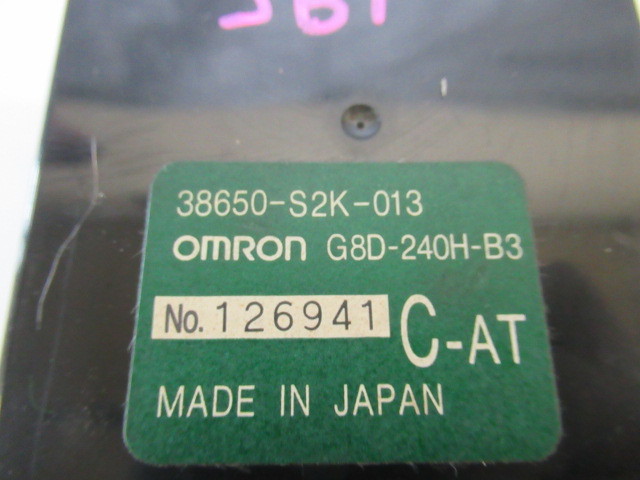 38650-S2K-013
OMRON G8D-240H-B3
No. 126941 C-AT
MADE IN JAPAN